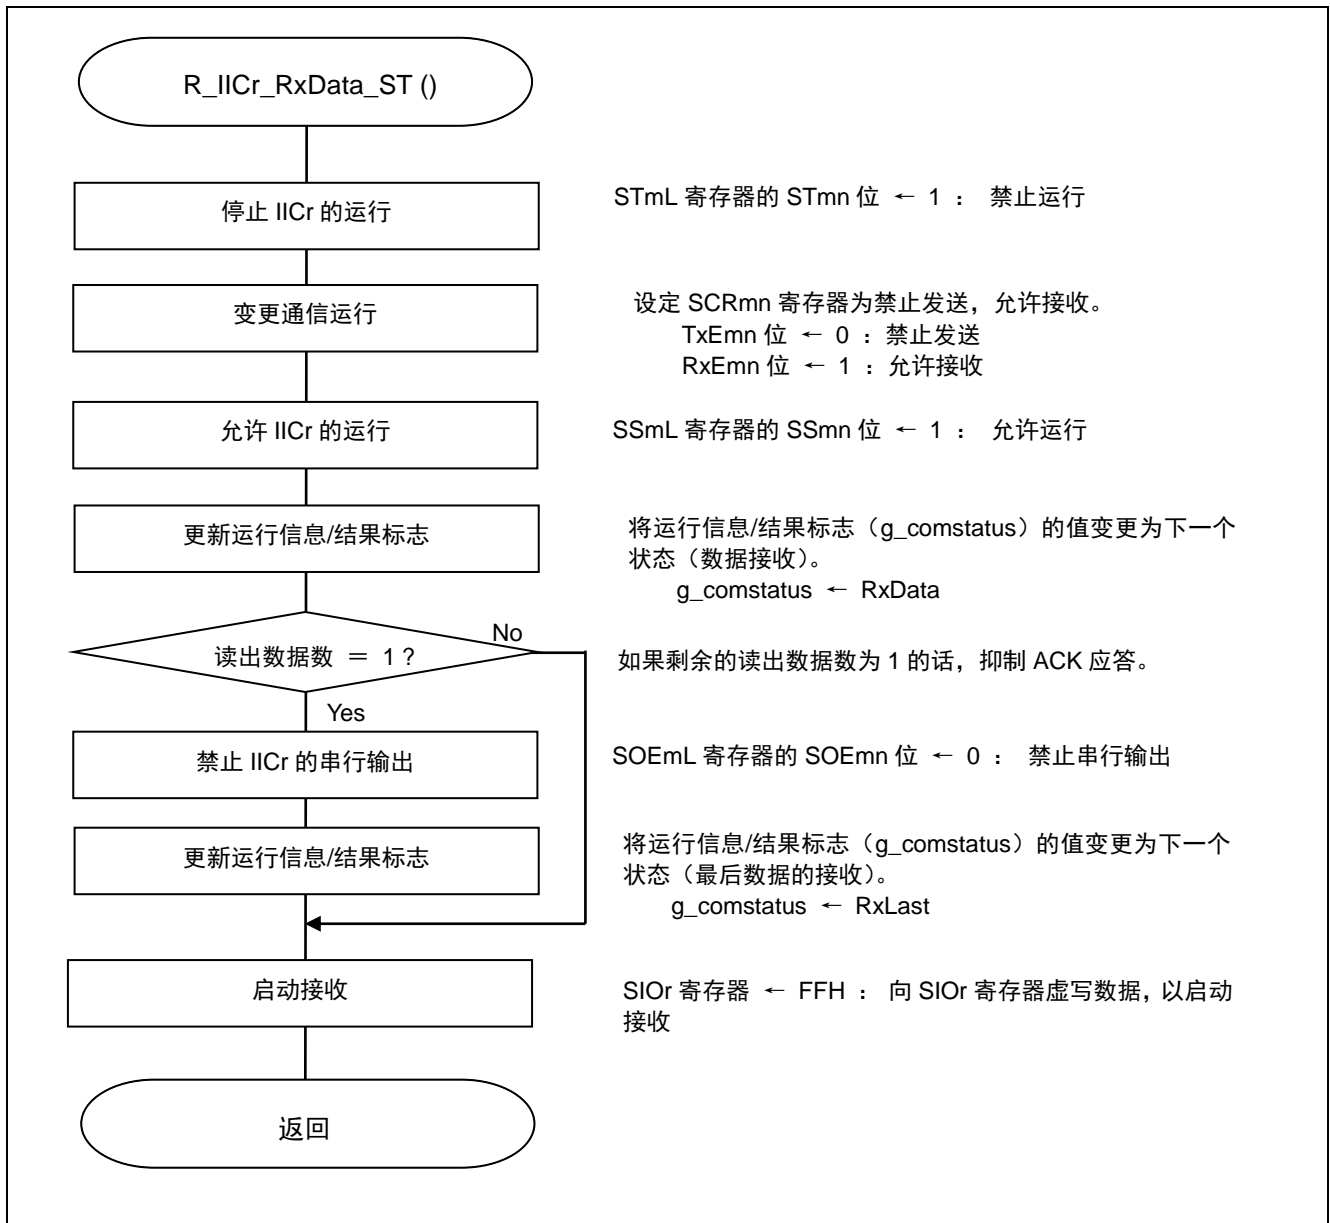 R_IICr_RxData_ST ()
停止 IICr 的运行
STmL 寄存器的 STmn 位 ← 1 ： 禁止运行
变更通信运行
设定 SCRmn 寄存器为禁止发送，允许接收。
TxEmn 位 ← 0 ：禁止发送
RxEmn 位 ← 1 ：允许接收
允许 IICr 的运行
SSmL 寄存器的 SSmn 位 ← 1 ： 允许运行
更新运行信息/结果标志
将运行信息/结果标志（g_comstatus）的值变更为下一个
状态（数据接收）。
g_comstatus ← RxData
读出数据数 ＝ 1 ?
No
如果剩余的读出数据数为 1 的话，抑制 ACK 应答。
Yes
禁止 IICr 的串行输出
SOEmL 寄存器的 SOEmn 位 ← 0 ： 禁止串行输出
更新运行信息/结果标志
将运行信息/结果标志（g_comstatus）的值变更为下一个
状态（最后数据的接收）。
g_comstatus ← RxLast
启动接收
SIOr 寄存器 ← FFH ： 向 SIOr 寄存器虚写数据，以启动
接收
返回